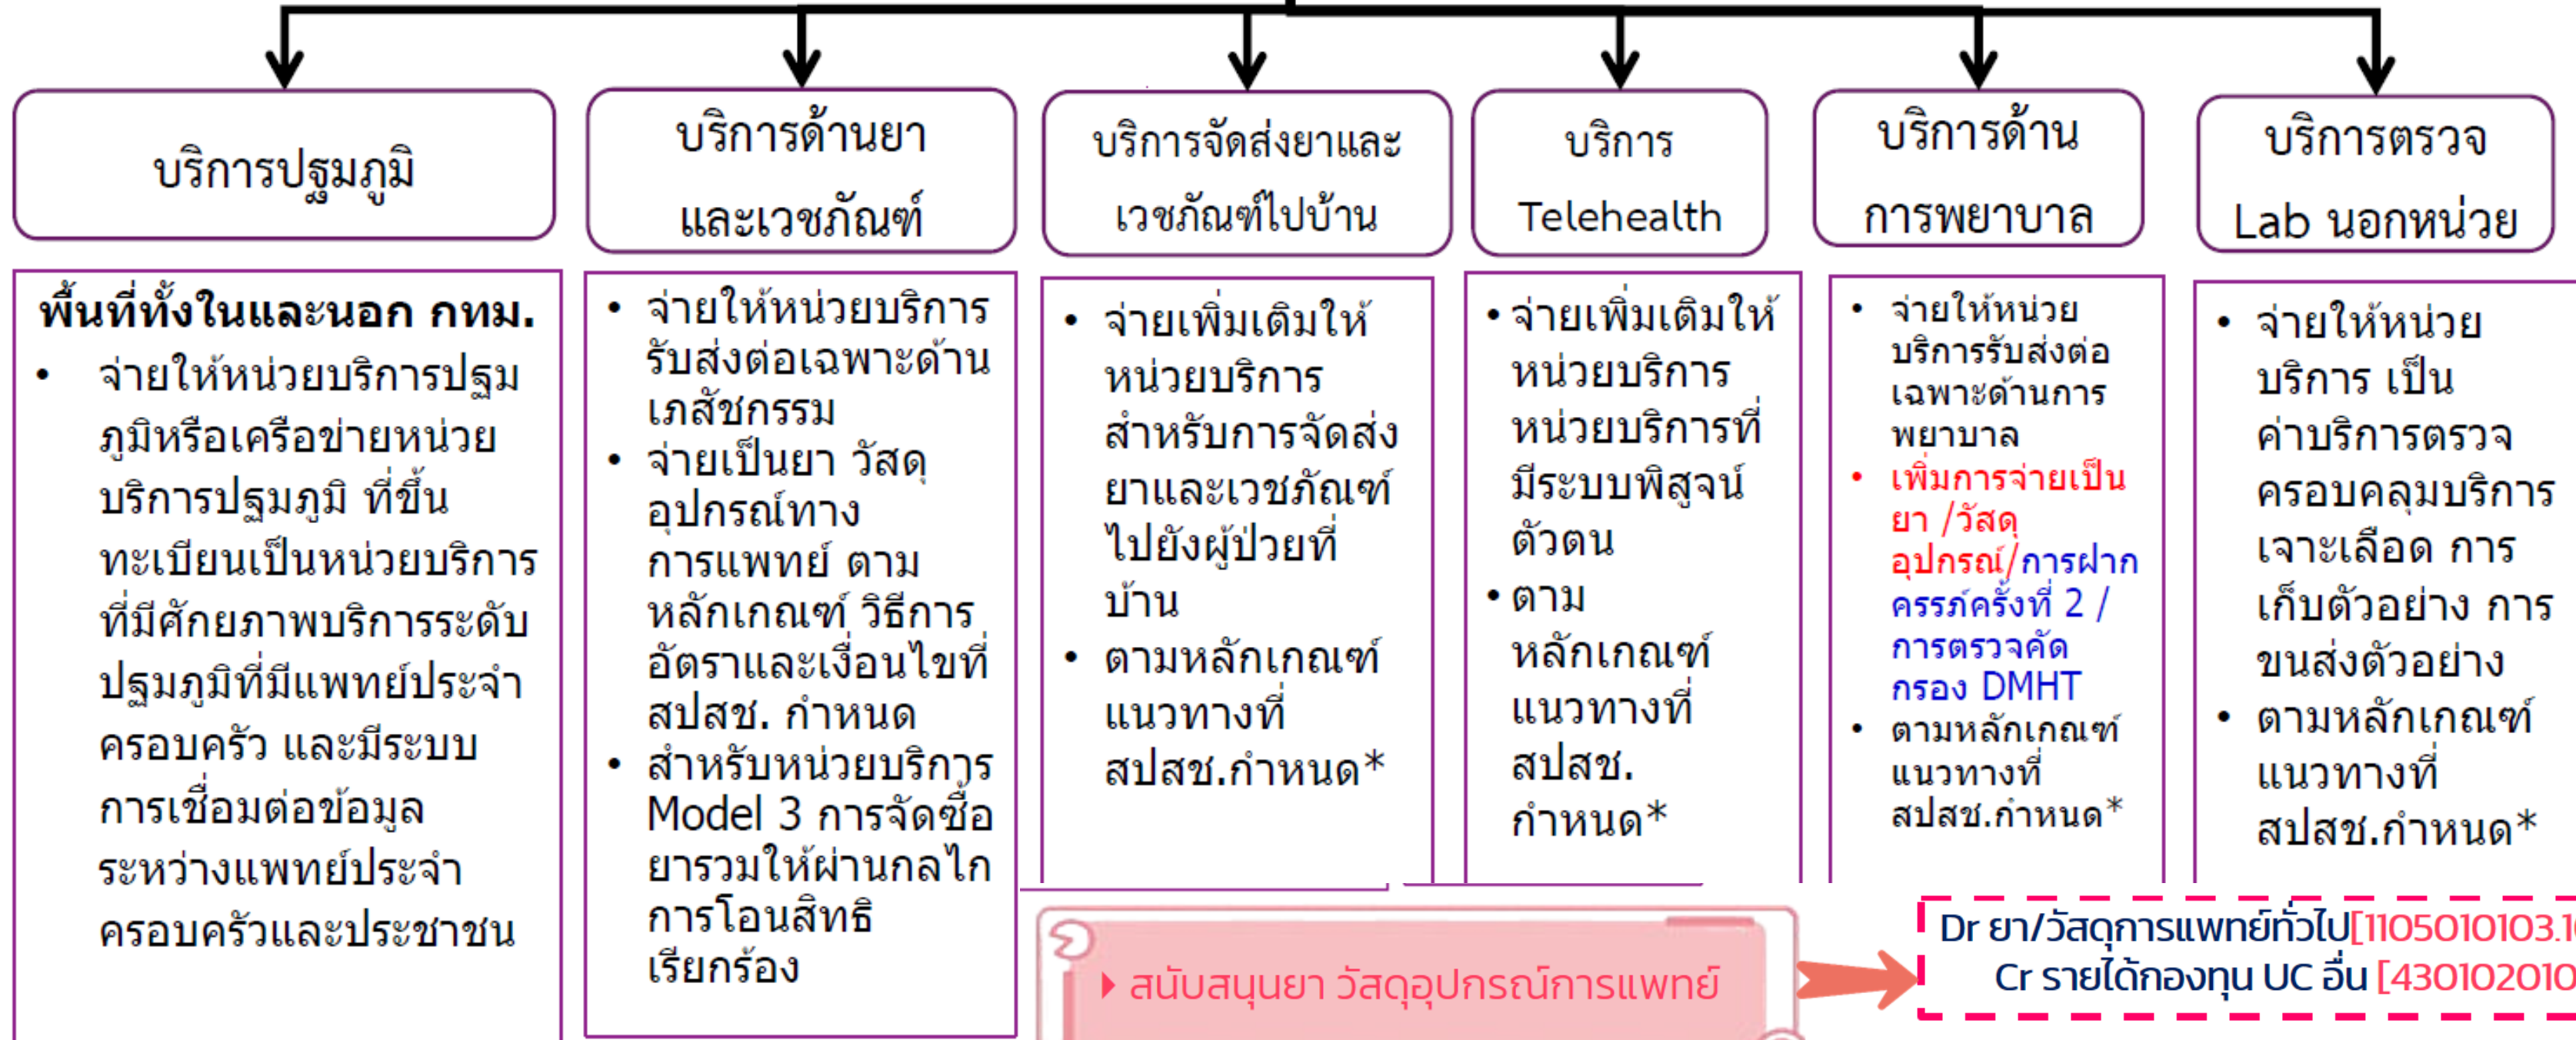 บริการปฐมภูมิ
บริการด้านยา
และเวชภัณฑ์
บริการจัดส่งยาและ
เวชภัณฑ์ไปบ้าน
บริการ
Telehealth
บริการด้าน
การพยาบาล
บริการตรวจ
Lab นอกหน่วย
พื้นที่ทั้งในและนอก กทม.
• จ่ายให้หน่วยบริการปฐม
ภูมิหรือเครือข่ายหน่วย
บริการปฐมภูมิ ที่ขึ้น
ทะเบียนเป็นหน่วยบริการ
ที่มีศักยภาพบริการระดับ
ปฐมภูมิที่มีแพทย์ประจำ
ครอบครัว และมีระบบ
การเชื่อมต่อข้อมูล
ระหว่างแพทย์ประจำ
ครอบครัวและประชาชน
• จ่ายให้หน่วยบริการ
รับส่งต่อเฉพาะด้าน
เภสัชกรรม
• จ่ายเป็นยา วัสดุ
อุปกรณ์ทาง
การแพทย์ ตาม
หลักเกณฑ์ วิธีการ
อัตราและเงื่อนไขที่
สปสช. กำหนด
• สำหรับหน่วยบริการ
Model 3 การจัดซื้อ
ยารวมให้ผ่านกลไก
การโอนสิทธิ
เรียกร้อง
• จ่ายเพิ่มเติมให้
หน่วยบริการ
สำหรับการจัดส่ง
ยาและเวชภัณฑ์
ไปยังผู้ป่วยที่
บ้าน
• ตามหลักเกณฑ์
แนวทางที่
สปสช.กำหนด*
• จ่ายเพิ่มเติมให้
หน่วยบริการ
หน่วยบริการที่
มีระบบพิสูจน์
ตัวตน
• ตาม
หลักเกณฑ์
แนวทางที่
สปสช.
กำหนด*
• จ่ายให้หน่วย
บริการรับส่งต่อ
เฉพาะด้านการ
พยาบาล
• เพิ่มการจ่ายเป็น
ยา /วัสดุ
อุปกรณ์/การฝาก
ครรภ์ครั้งที่ 2 /
การตรวจคัด
กรอง DMHT
• ตามหลักเกณฑ์
แนวทางที่
สปสช.กำหนด*
• จ่ายให้หน่วย
บริการ เป็น
ค่าบริการตรวจ
ครอบคลุมบริการ
เจาะเลือด การ
เก็บตัวอย่าง การ
ขนส่งตัวอย่าง
• ตามหลักเกณฑ์
แนวทางที่
สปสช.กำหนด*
สนับสนุนยา วัสดุอุปกรณ์การแพทย์
Dr ยา/วัสดุการแพทย์ทั่วไป[1105010103.1
Cr รายได้กองทุน UC อื่น [430102010